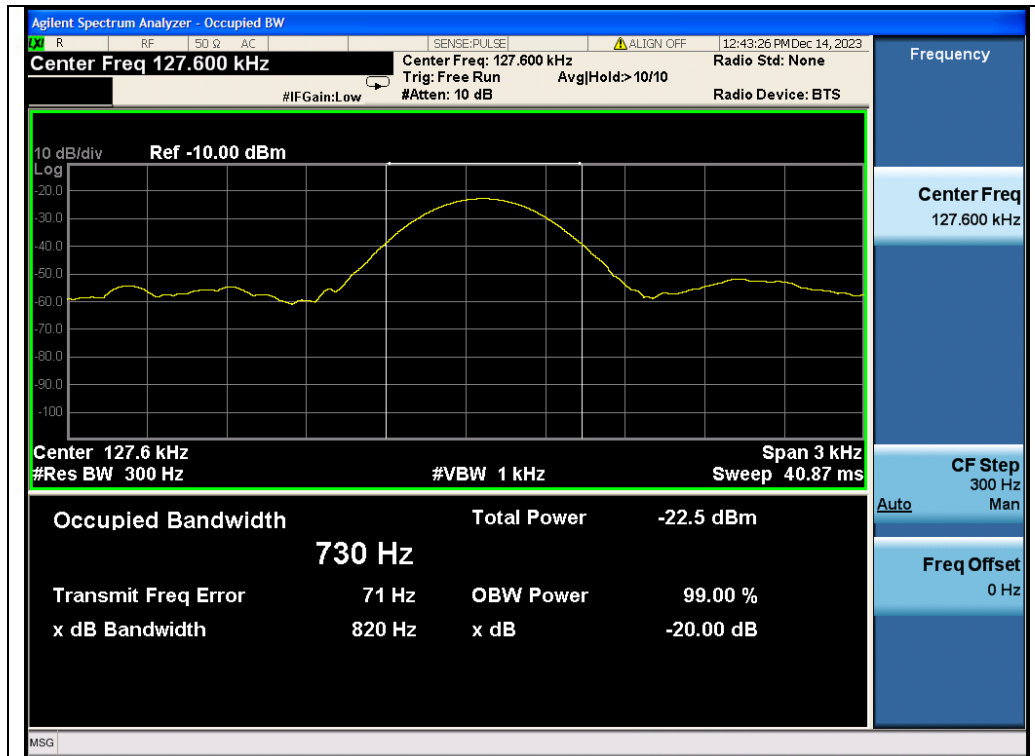 Agilent Spectrum Analyzer - Occupied BW
LXI R RF 50 Ω AC SENSE:PULSE ALIGN OFF 12:43:26 PM Dec 14, 2023
Center Freq 127.600 kHz
Center Freq: 127.600 kHz Radio Std: None
Trig: Free Run Avg|Hold:> 10/10
#IFGain:Low #Atten: 10 dB Radio Device: BTS
10 dB/div Ref -10.00 dBm
Log
-20.0
-30.0
-40.0
-50.0
-60.0
-70.0
-80.0
-90.0
-100
Center 127.6 kHz Span 3 kHz
#Res BW 300 Hz #VBW 1 kHz Sweep 40.87 ms
Occupied Bandwidth Total Power -22.5 dBm
730 Hz
Transmit Freq Error 71 Hz OBW Power 99.00 %
x dB Bandwidth 820 Hz x dB -20.00 dB
Frequency
Center Freq
127.600 kHz
CF Step
300 Hz
Auto Man
Freq Offset
0 Hz
MSG